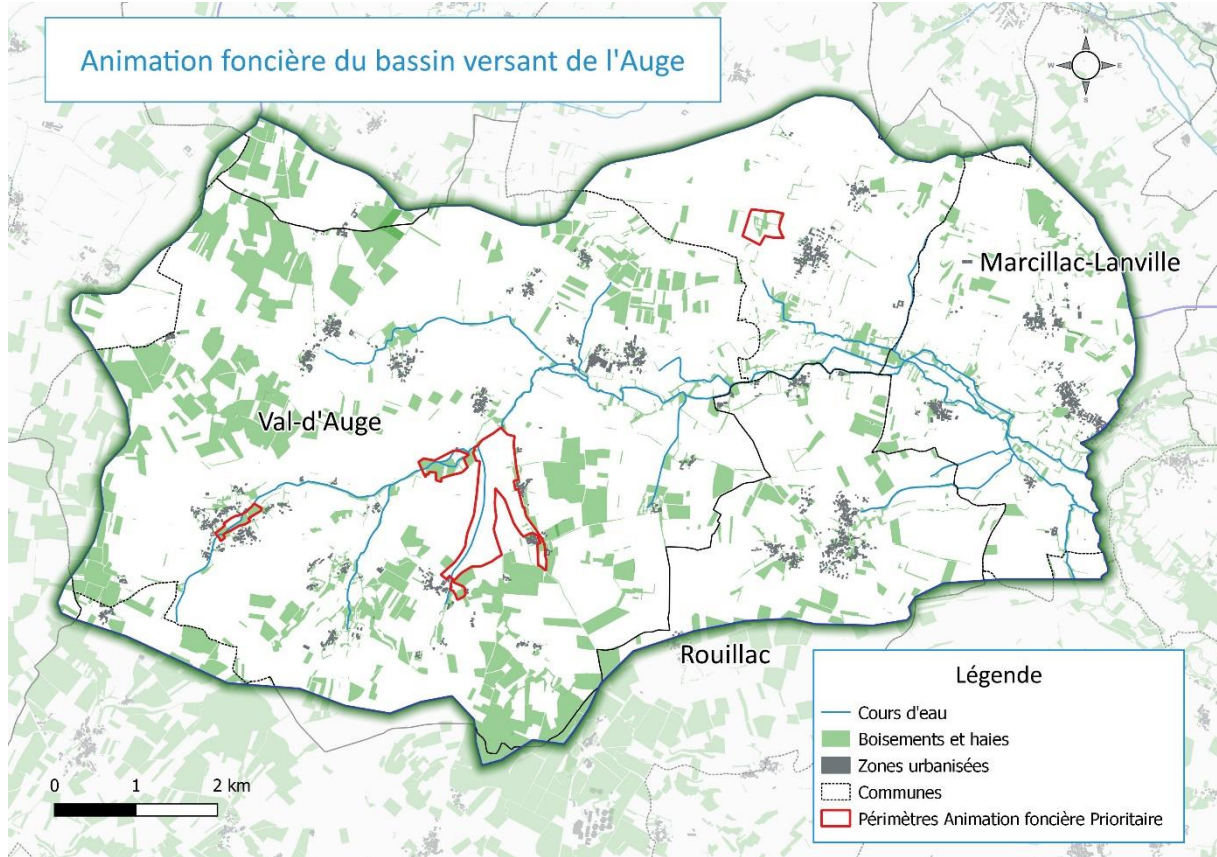 Animation foncière du bassin versant de l'Auge
N
W E
S
Marcillac-Lanville
Val-d'Auge
Rouillac
0 1 2 km
Légende
Cours d'eau
Boisements et haies
Zones urbanisées
Communes
Périmètres Animation foncière Prioritaire